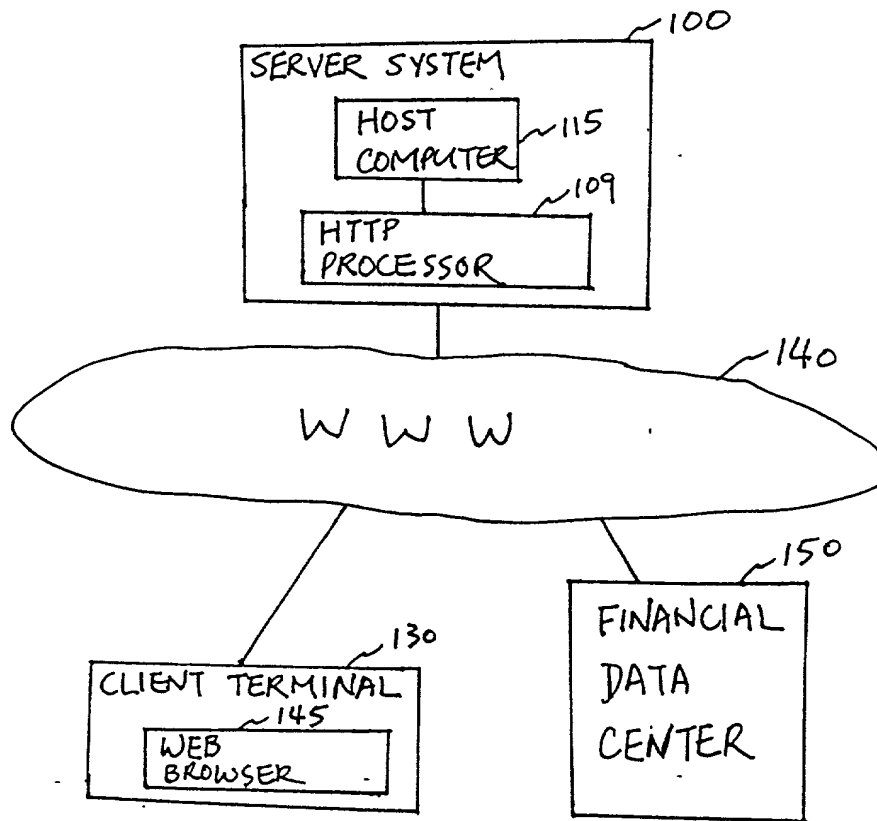 100
SERVER SYSTEM
HOST
COMPUTER
115
109
HTTP
PROCESSOR
140
W W W
150
FINANCIAL
DATA
CENTER
130
CLIENT TERMINAL
145
WEB
BROWSER